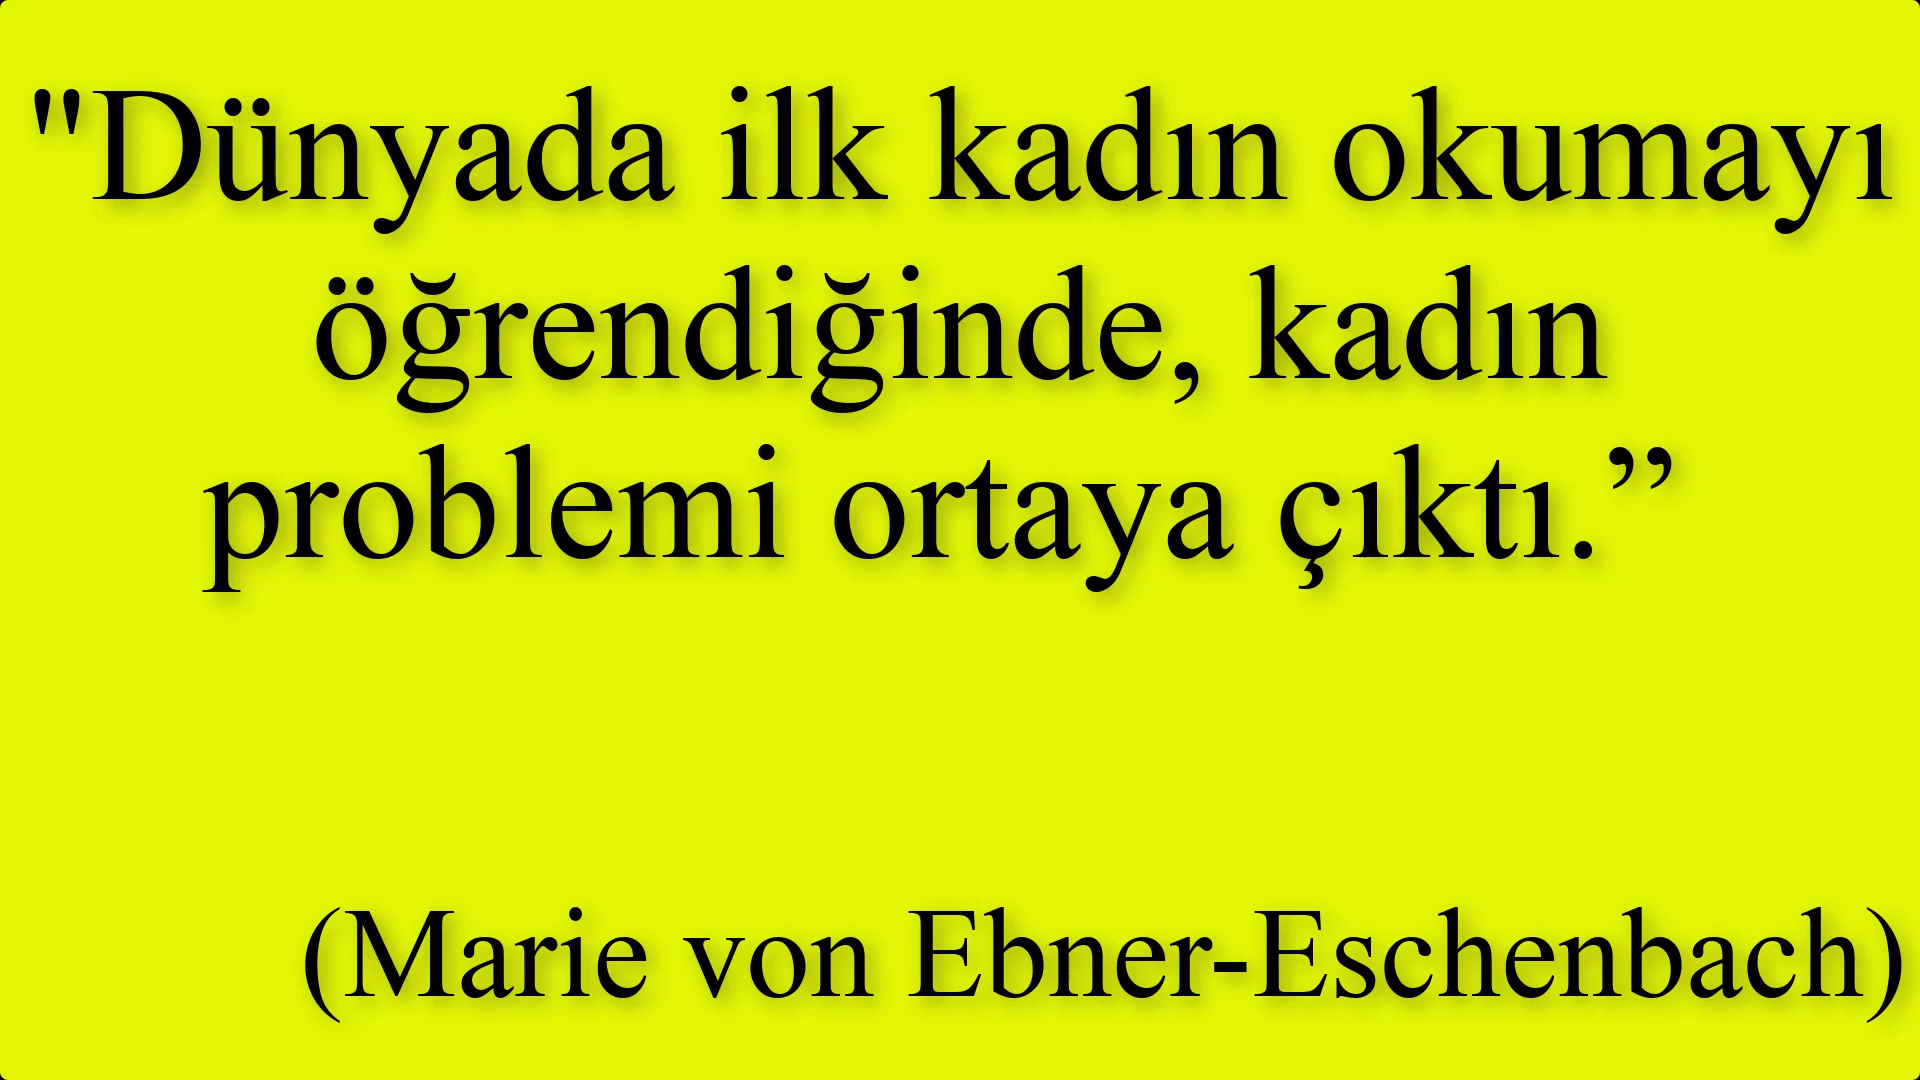 "Dünyada ilk kadın okumayı
öğrendiğinde, kadın
problemi ortaya çıktı.”
(Marie von Ebner-Eschenbach)